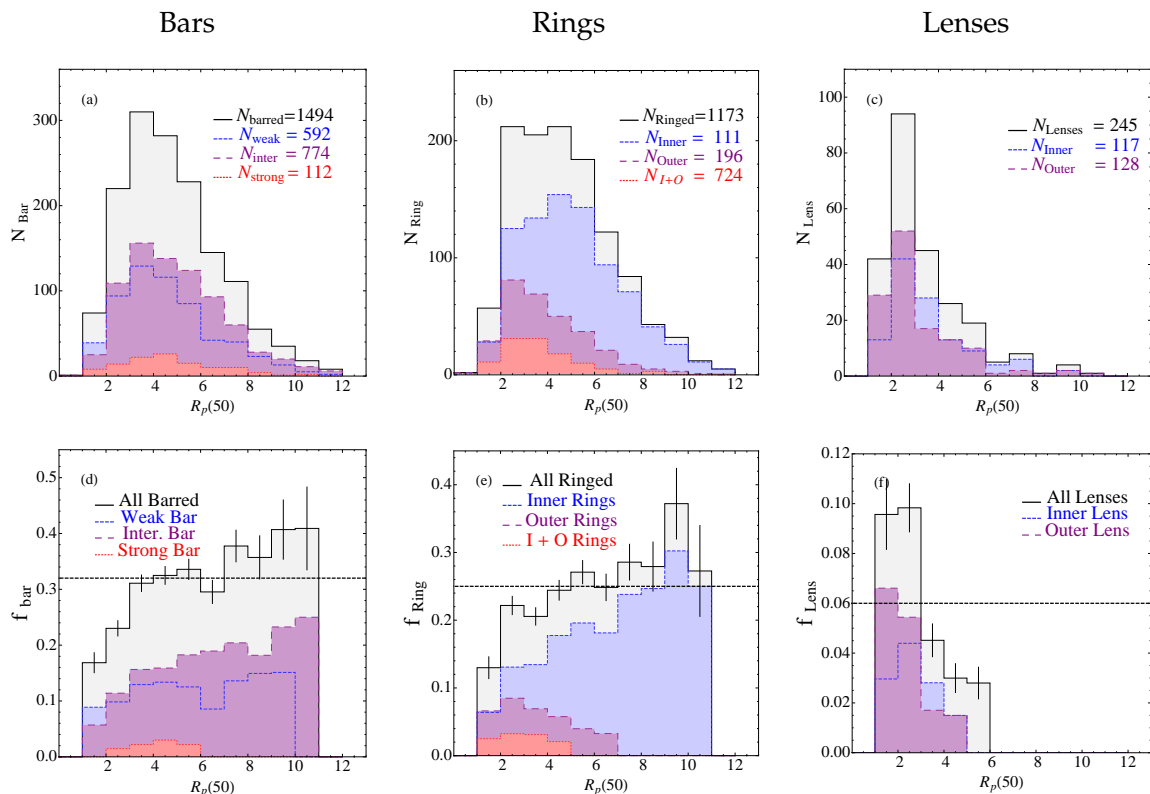 Bars
Rings
Lenses
(a)
N_barred=1494
N_weak = 592
N_inter = 774
N_strong = 112
300
200
100
0
N_Bar
2 4 6 8 10 12
R_p(50)
(b)
N_Ringed=1173
N_Inner = 111
N_Outer = 196
N_I+O = 724
200
100
0
N_Ring
2 4 6 8 10 12
R_p(50)
(c)
N_Lenses = 245
N_Inner = 117
N_Outer = 128
100
80
60
40
20
0
N_Lens
2 4 6 8 10 12
R_p(50)
(d)
All Barred
Weak Bar
Inter. Bar
Strong Bar
0.5
0.4
0.3
0.2
0.1
0.0
f_bar
2 4 6 8 10 12
R_p(50)
(e)
All Ringed
Inner Rings
Outer Rings
I + O Rings
0.4
0.3
0.2
0.1
0.0
f_Ring
2 4 6 8 10 12
R_p(50)
(f)
All Lenses
Inner Lens
Outer Lens
0.12
0.10
0.08
0.06
0.04
0.02
0.00
f_Lens
2 4 6 8 10 12
R_p(50)